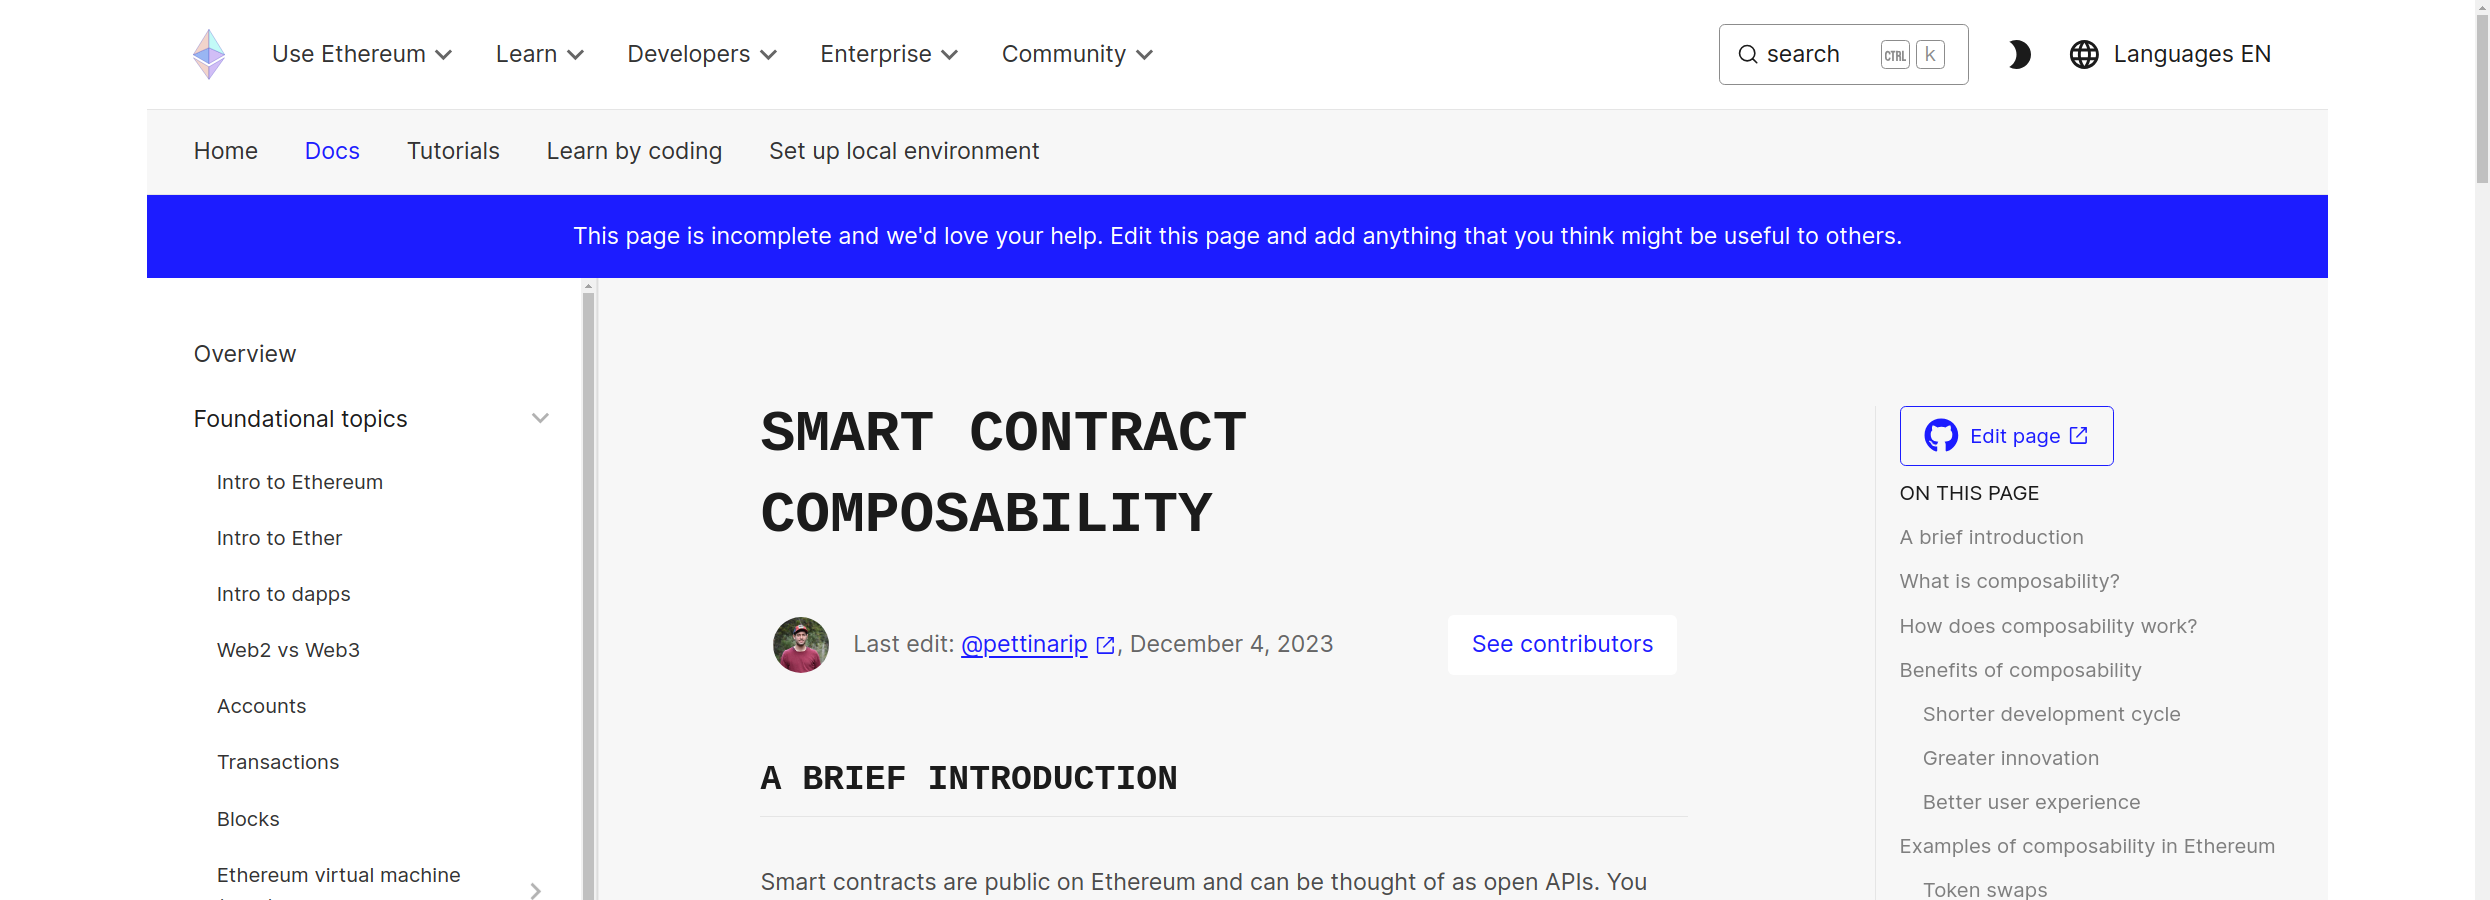 Use Ethereum Learn Developers Enterprise Community search CTRL k Languages EN
Home Docs Tutorials Learn by coding Set up local environment
This page is incomplete and we'd love your help. Edit this page and add anything that you think might be useful to others.
Overview
Foundational topics
Intro to Ethereum
Intro to Ether
Intro to dapps
Web2 vs Web3
Accounts
Transactions
Blocks
Ethereum virtual machine
SMART CONTRACT
COMPOSABILITY
Last edit: @pettinarip, December 4, 2023 See contributors
A BRIEF INTRODUCTION
Smart contracts are public on Ethereum and can be thought of as open APIs. You
Edit page
ON THIS PAGE
A brief introduction
What is composability?
How does composability work?
Benefits of composability
Shorter development cycle
Greater innovation
Better user experience
Examples of composability in Ethereum
Token swaps